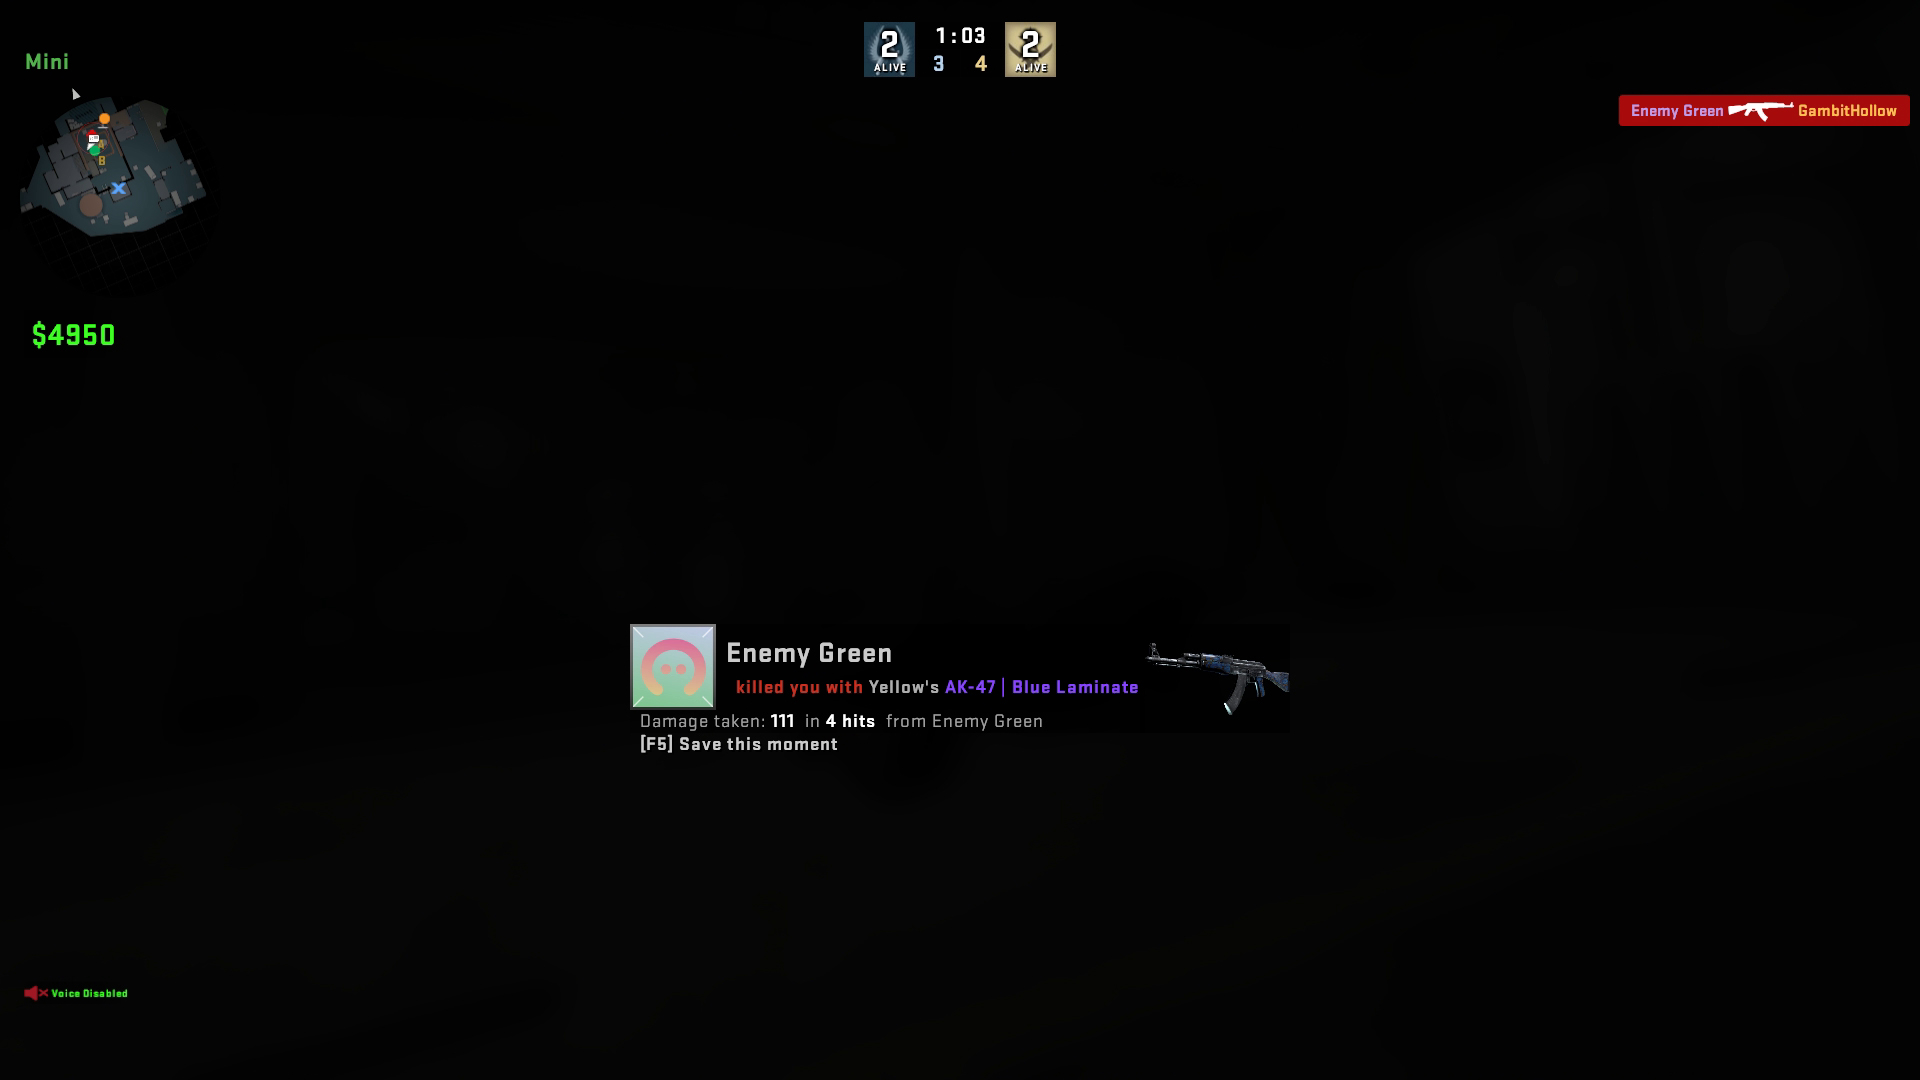 2
ALIVE
1:03
3 4
2
ALIVE
Mini
A
B
Enemy Green GambitHollow
$4950
Enemy Green
killed you with Yellow's AK-47 | Blue Laminate
Damage taken: 111 in 4 hits from Enemy Green
[F5] Save this moment
Voice Disabled